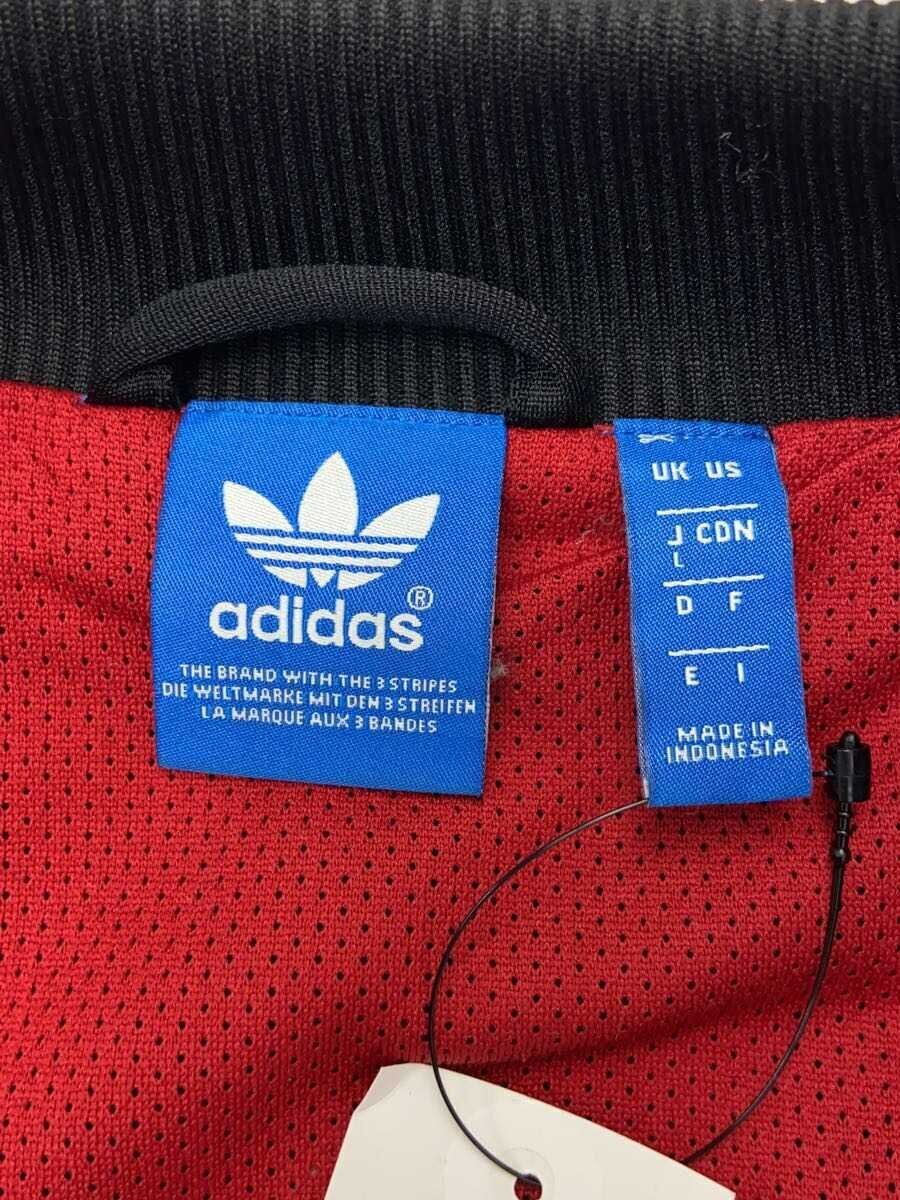 adidas®
THE BRAND WITH THE 3 STRIPES
DIE WELTMARKE MIT DEN 3 STREIFEN
LA MARQUE AUX 3 BANDES
UK US
J CDN
L
D F
E I
MADE IN
INDONESIA